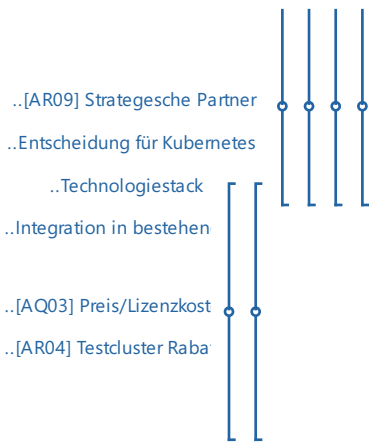 ..[AR09] Strategesche Partner
..Entscheidung für Kubernetes
..Technologiestack
..Integration in bestehen
..[AQ03] Preis/Lizenzkost
..[AR04] Testcluster Raba